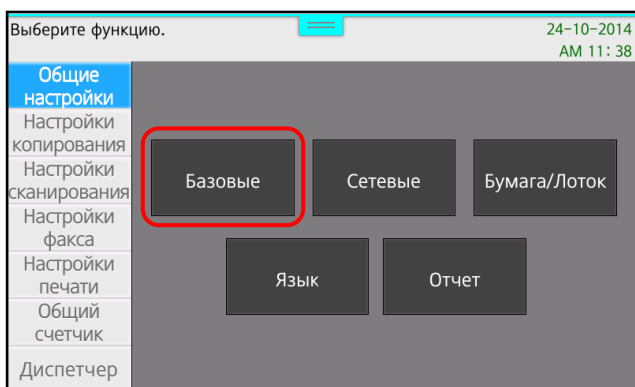 Выберите функцию.
24-10-2014
AM 11:38
Общие
настройки
Настройки
копирования
Настройки
сканирования
Настройки
факса
Настройки
печати
Общий
счетчик
Диспетчер
Базовые
Сетевые
Бумага/Лоток
Язык
Отчет